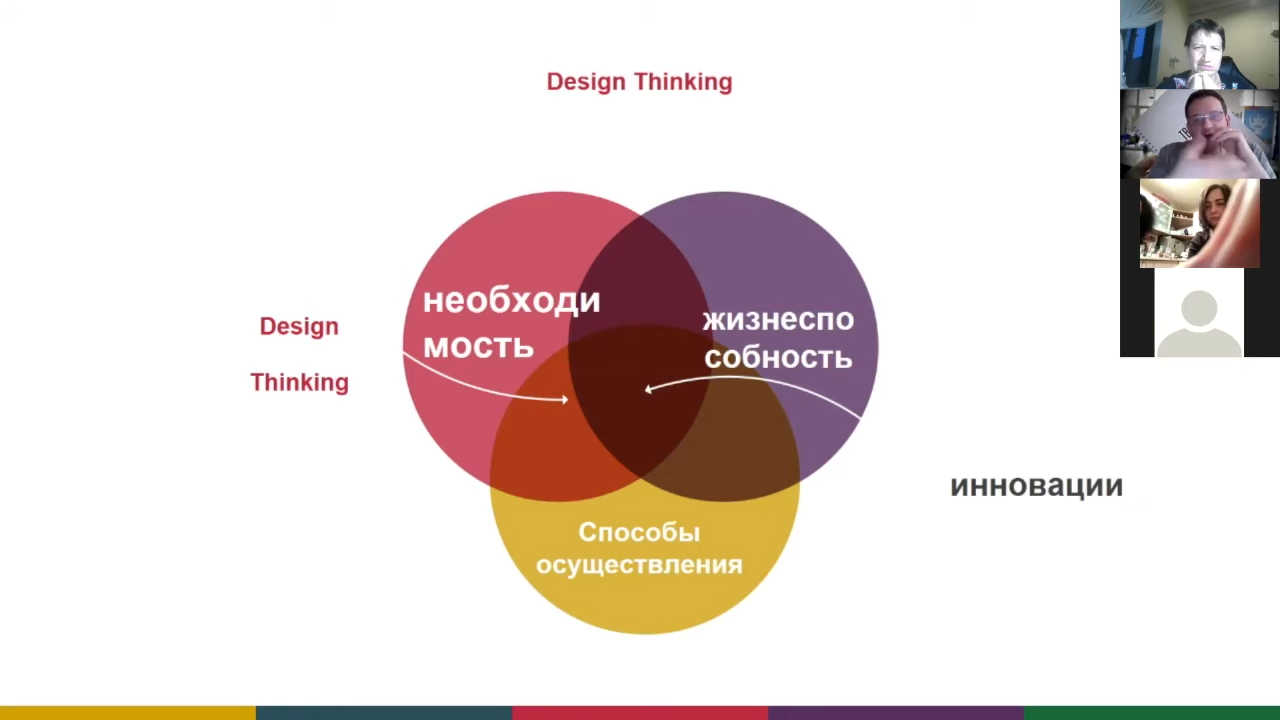 Design Thinking
необходи
мость
жизнеспо
собность
Design
Thinking
инновации
Способы
осуществления